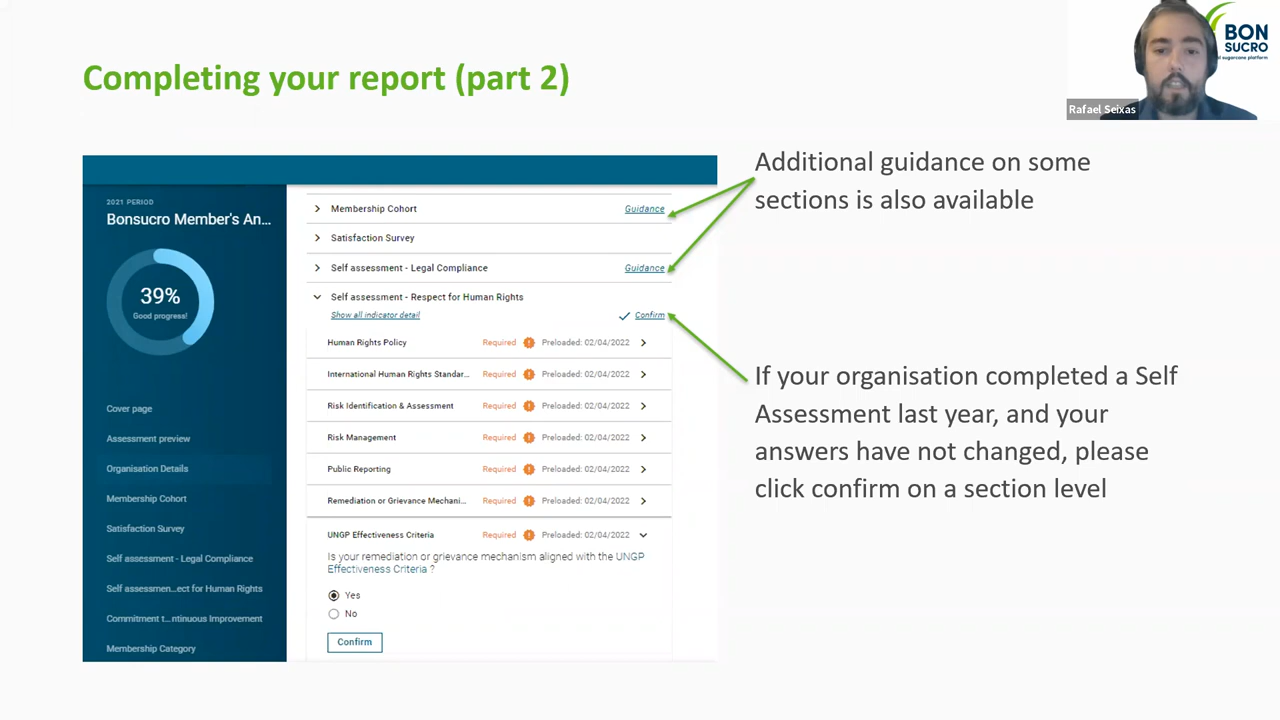 Completing your report (part 2)
BON
SUCRO
sugarcane platform
Rafael Seixas
2021 PERIOD
Bonsucro Member's An...
39%
Good progress!
Cover page
Assessment preview
Organisation Details
Membership Cohort
Satisfaction Survey
Self assessment - Legal Compliance
Self assessmen...ect for Human Rights
Commitment t...ntinuous Improvement
Membership Category
Membership Cohort Guidance
Satisfaction Survey
Self assessment - Legal Compliance Guidance
Self assessment - Respect for Human Rights
Show all indicator detail Confirm
Human Rights Policy Required Preloaded: 02/04/2022
International Human Rights Standar... Required Preloaded: 02/04/2022
Risk Identification & Assessment Required Preloaded: 02/04/2022
Risk Management Required Preloaded: 02/04/2022
Public Reporting Required Preloaded: 02/04/2022
Remediation or Grievance Mechani... Required Preloaded: 02/04/2022
UNGP Effectiveness Criteria Required Preloaded: 02/04/2022
Is your remediation or grievance mechanism aligned with the UNGP
Effectiveness Criteria ?
Yes
No
Confirm
Additional guidance on some
sections is also available
If your organisation completed a Self
Assessment last year, and your
answers have not changed, please
click confirm on a section level